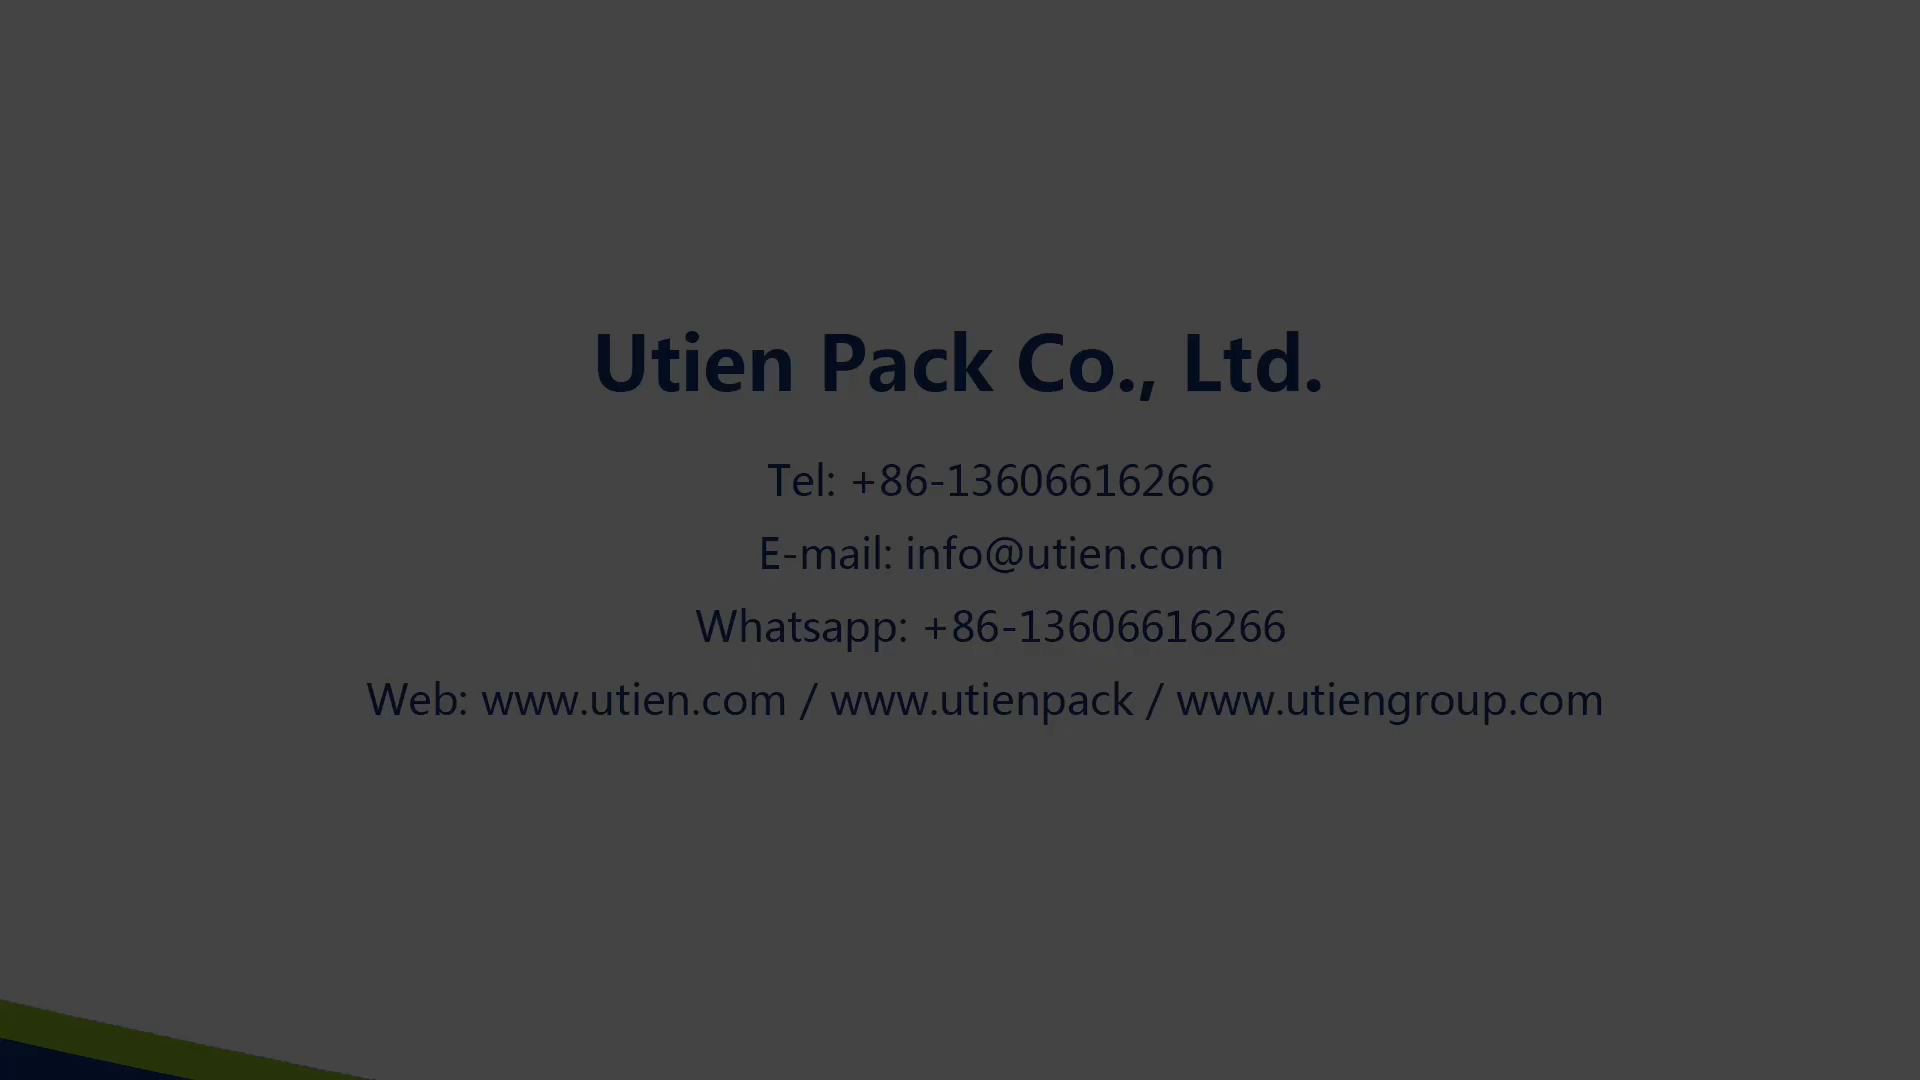 Utien Pack Co., Ltd.
Tel: +86-13606616266
E-mail: info@utien.com
Whatsapp: +86-13606616266
Web: www.utien.com / www.utienpack / www.utiengroup.com